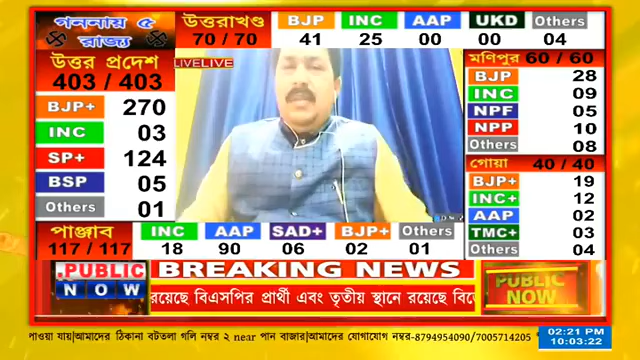 গণনায় ৫
রাজ্য
উত্তরাখণ্ড
70 / 70
BJP INC AAP UKD Others
41 25 00 00 04
উত্তর প্রদেশ
403 / 403
BJP+ 270
INC 03
SP+ 124
BSP 05
Others 01
LIVELIVE
মণিপুর 60 / 60
BJP 28
INC 09
NPF 05
NPP 10
Others 08
গোয়া 40 / 40
BJP+ 19
INC+ 12
AAP 02
TMC+ 03
Others 04
পাঞ্জাব
117 / 117
INC AAP SAD+ BJP+ Others
18 90 06 02 01
.PUBLIC
NOW
BREAKING NEWS
PUBLIC
NOW
রয়েছে বিএসপির প্রার্থী এবং তৃতীয় স্থানে রয়েছে
পাওয়া যায়|আমাদের ঠিকানা বটতলা গলি নম্বর ২ near পান বাজার|আমাদের যোগাযোগ নম্বর-8794954090/7005714205
02:21 PM
10:03:22